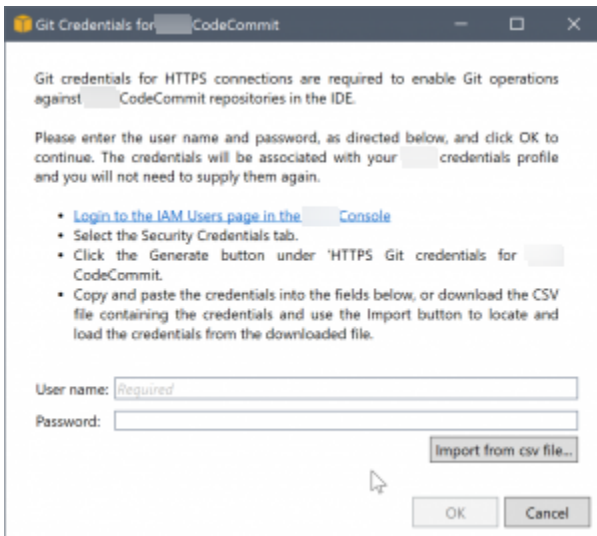 Git Credentials for CodeCommit
Git credentials for HTTPS connections are required to enable Git operations
against CodeCommit repositories in the IDE.
Please enter the user name and password, as directed below, and click OK to
continue. The credentials will be associated with your credentials profile
and you will not need to supply them again.
• Login to the IAM Users page in the Console
• Select the Security Credentials tab.
• Click the Generate button under 'HTTPS Git credentials for
CodeCommit.
• Copy and paste the credentials into the fields below, or download the CSV
file containing the credentials and use the Import button to locate and
load the credentials from the downloaded file.
User name: Required
Password:
Import from csv file...
OK Cancel